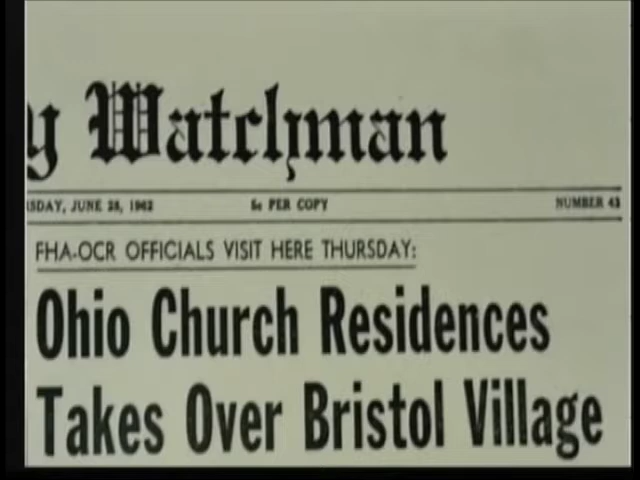 y Watchman
SDAY, JUNE 28, 1962 5c PER COPY NUMBER 43
FHA-OCR OFFICIALS VISIT HERE THURSDAY:
Ohio Church Residences
Takes Over Bristol Village